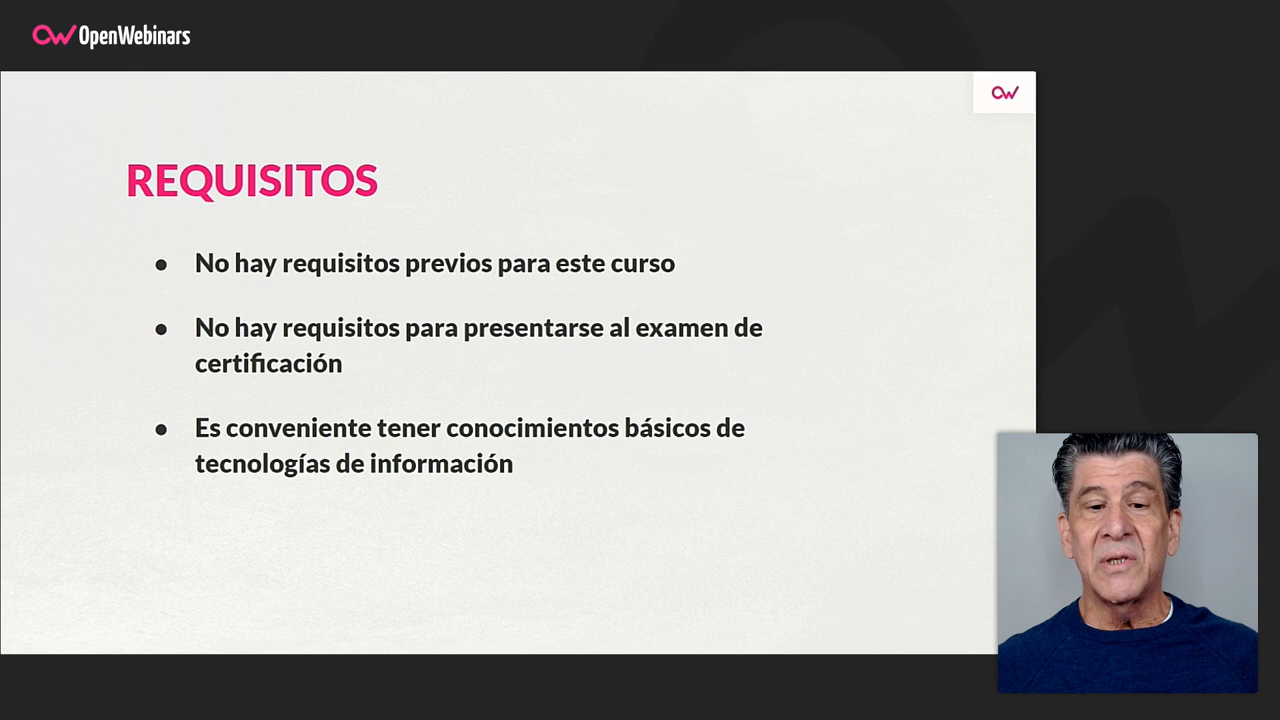 OpenWebinars
REQUISITOS
● No hay requisitos previos para este curso
● No hay requisitos para presentarse al examen de
certificación
● Es conveniente tener conocimientos básicos de
tecnologías de información